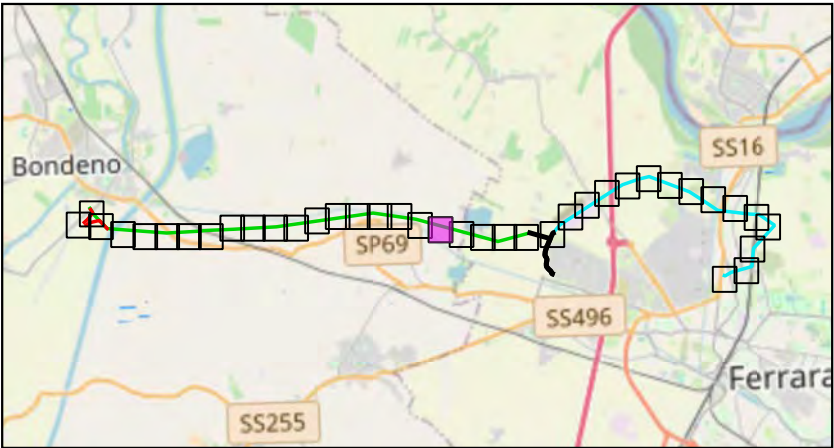 SS16
Bondeno
SP69
SS496
Ferrara
SS255